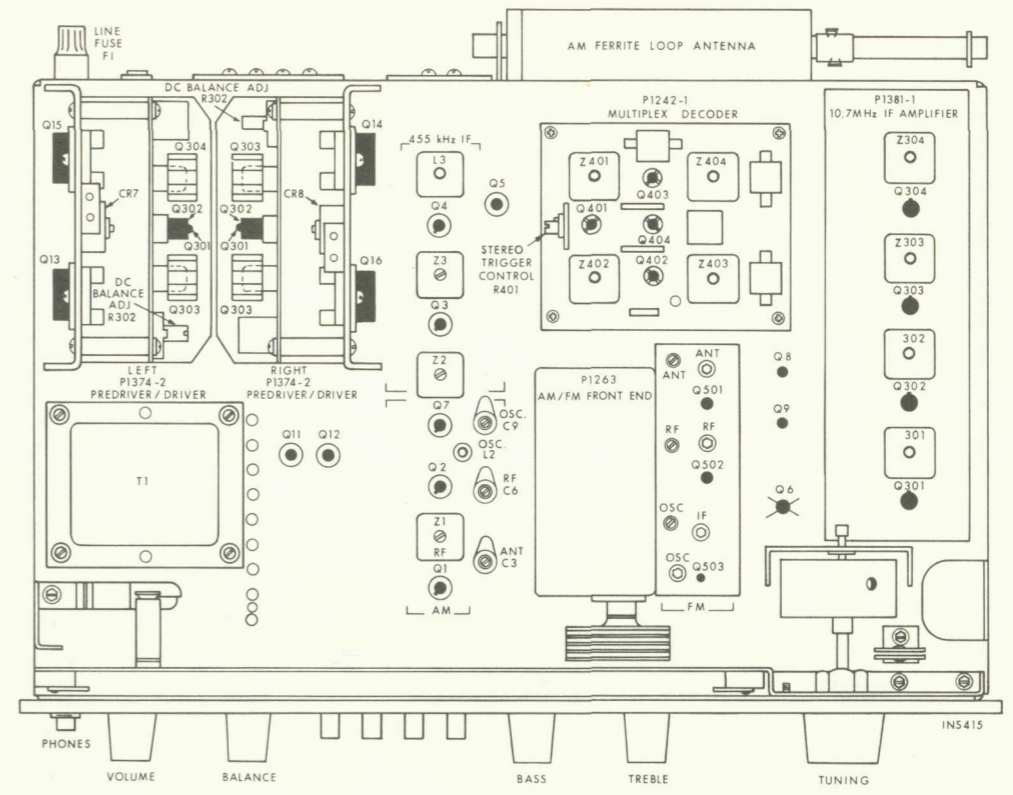 LINE
FUSE
F1
AM FERRITE LOOP ANTENNA
DC BALANCE ADJ
R302
Q15
Q304
Q303
Q14
CR7
Q302
Q301
Q302
Q301
CR8
Q13
DC
BALANCE
ADJ
R302
Q303
Q303
Q16
LEFT
P1374-2
PREDRIVER/DRIVER
RIGHT
P1374-2
PREDRIVER/DRIVER
455 kHz IF
L3
Q5
Q4
Z3
Q3
Z2
Q7
OSC.
C9
OSC.
L2
Q2
RF
C6
Z1
RF
ANT
C3
Q1
AM
P1242-1
MULTIPLEX DECODER
Z401
Z404
Q401
Q403
Q404
STEREO
TRIGGER
CONTROL
R401
Z402
Q402
Z403
P1381-1
10.7MHz IF AMPLIFIER
Z304
Q304
Z303
Q303
302
Q302
301
Q301
P1263
AM/FM FRONT END
ANT
ANT
Q501
RF
RF
Q502
OSC
IF
OSC
Q503
FM
Q8
Q9
Q6
T1
Q11
Q12
INS415
PHONES
VOLUME
BALANCE
BASS
TREBLE
TUNING